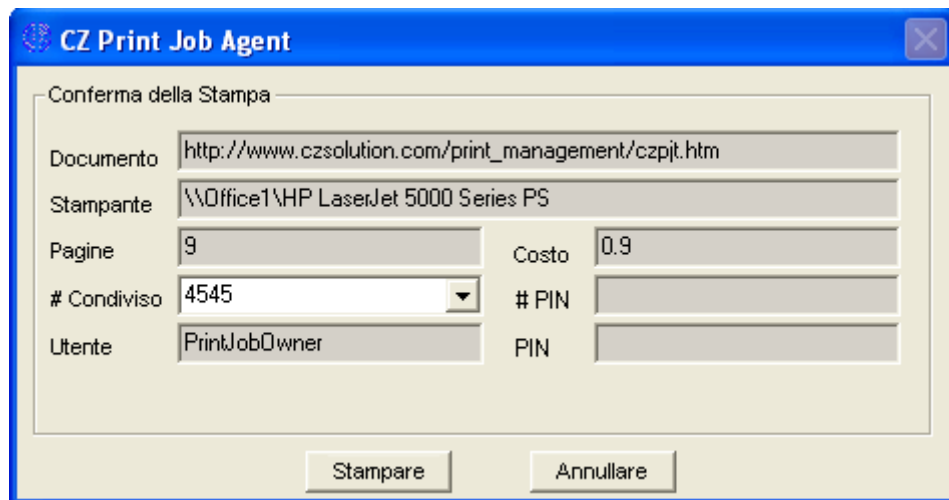 CZ Print Job Agent
Conferma della Stampa
Documento http://www.czsolution.com/print_management/czpjt.htm
Stampante \\Office1\HP LaserJet 5000 Series PS
Pagine 9 Costo 0.9
# Condiviso 4545 # PIN
Utente PrintJobOwner PIN
Stampare Annullare